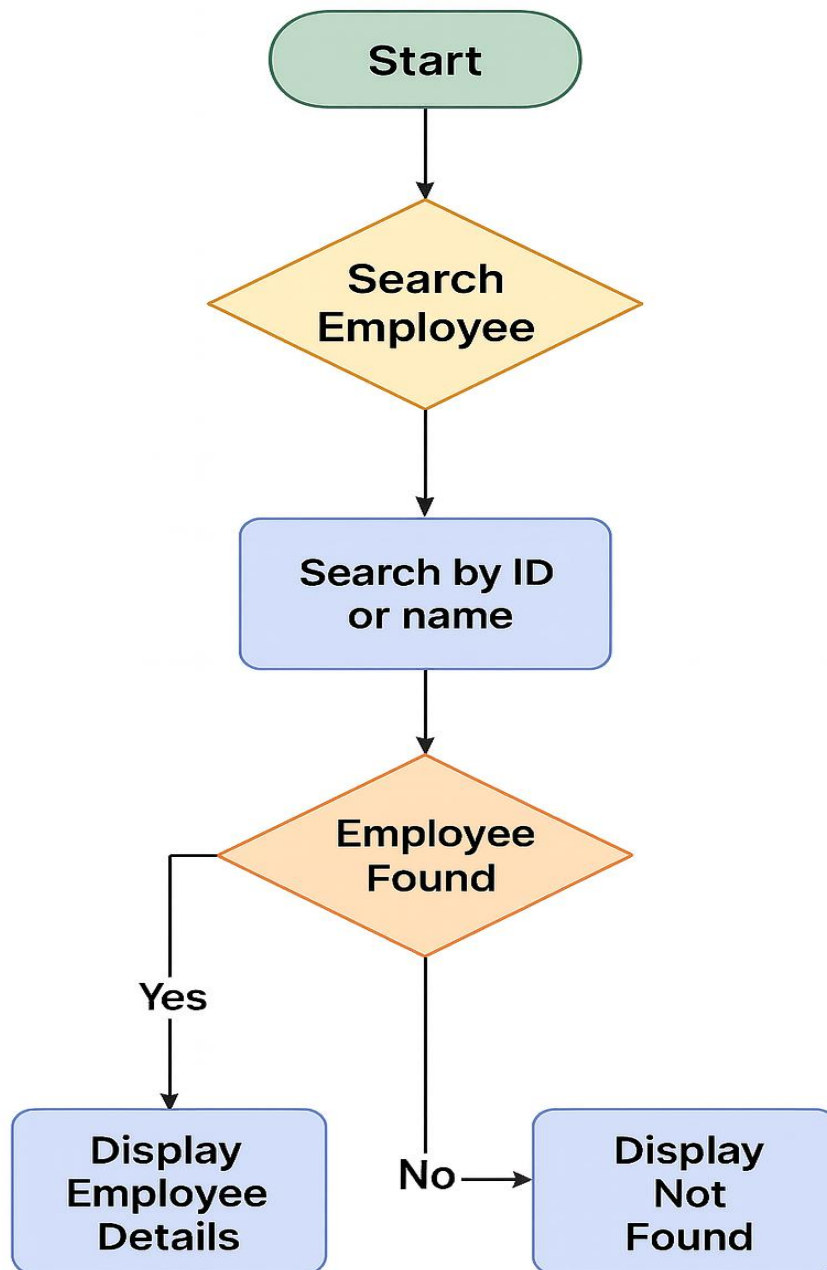 Start
Search
Employee
Search by ID
or name
Employee
Found
Yes
No
Display
Employee
Details
Display
Not
Found